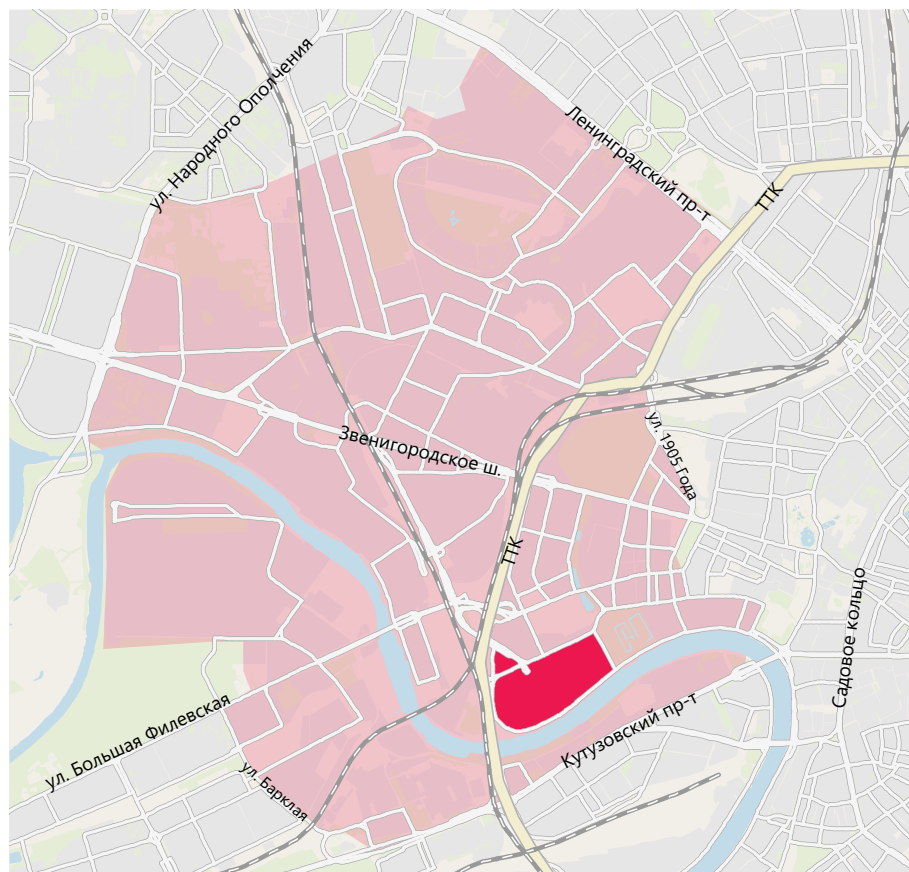 ул. Народного Ополчения
Ленинградский пр-т
ТТК
ул. 1905 Года
Звенигородское ш.
ТТК
Садовое кольцо
ул. Большая Филевская
Кутузовский пр-т
ул. Барклая